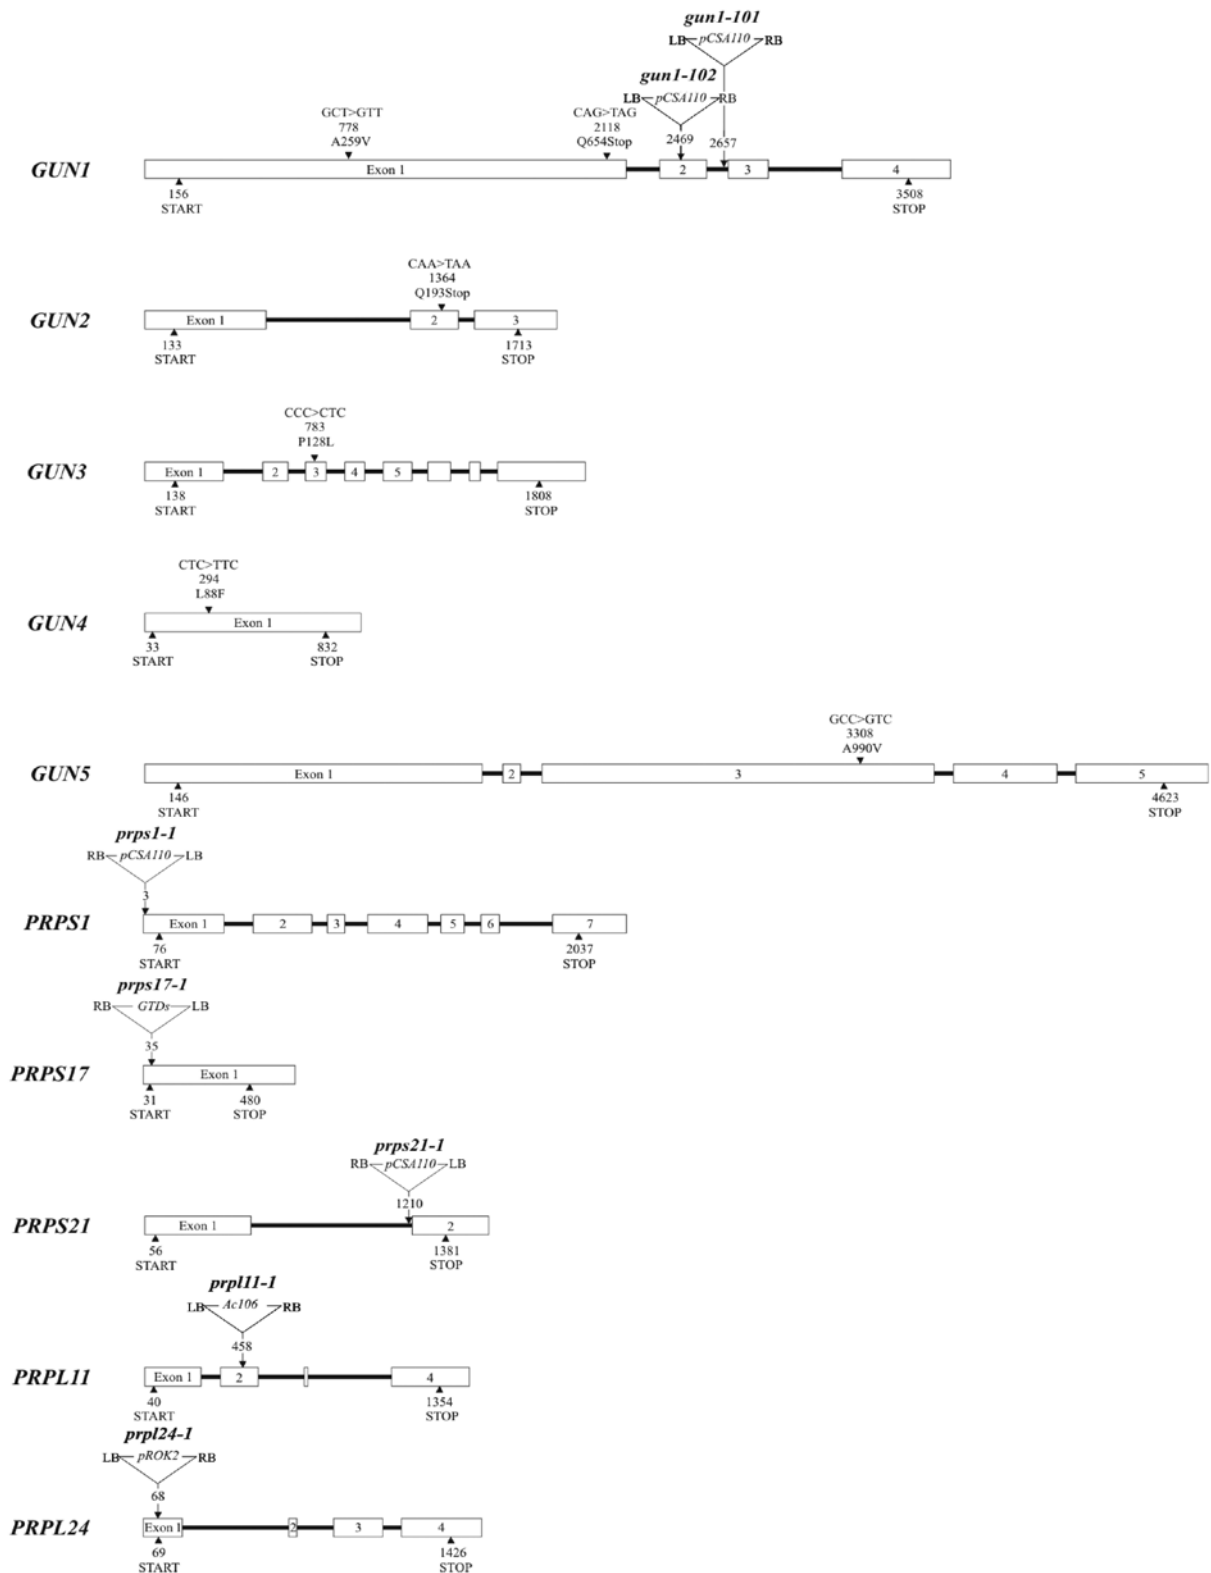 gun1-101
LB pCSA110 RB
gun1-102
LB pCSA110 RB
GCT>GTT
778
A259V
CAG>TAG
2118
Q654Stop
2469
2657
GUN1
Exon 1
2
3
4
156
START
3508
STOP
CAA>TAA
1364
Q193Stop
GUN2
Exon 1
2
3
133
START
1713
STOP
CCC>CTC
783
P128L
GUN3
Exon 1
2
3
4
5
138
START
1808
STOP
CTC>TTC
294
L88F
GUN4
Exon 1
33
START
832
STOP
GCC>GTC
3308
A990V
GUN5
Exon 1
2
3
4
5
146
START
4623
STOP
prps1-1
RB pCSA110 LB
3
PRPS1
Exon 1
2
3
4
5
6
7
76
START
2037
STOP
prps17-1
RB GTDs LB
35
PRPS17
Exon 1
31
START
480
STOP
prps21-1
RB pCSA110 LB
1210
PRPS21
Exon 1
2
56
START
1381
STOP
prpl11-1
LB Ac106 RB
458
PRPL11
Exon 1
2
4
40
START
1354
STOP
prpl24-1
LB pROK2 RB
68
PRPL24
Exon 1
2
3
4
69
START
1426
STOP